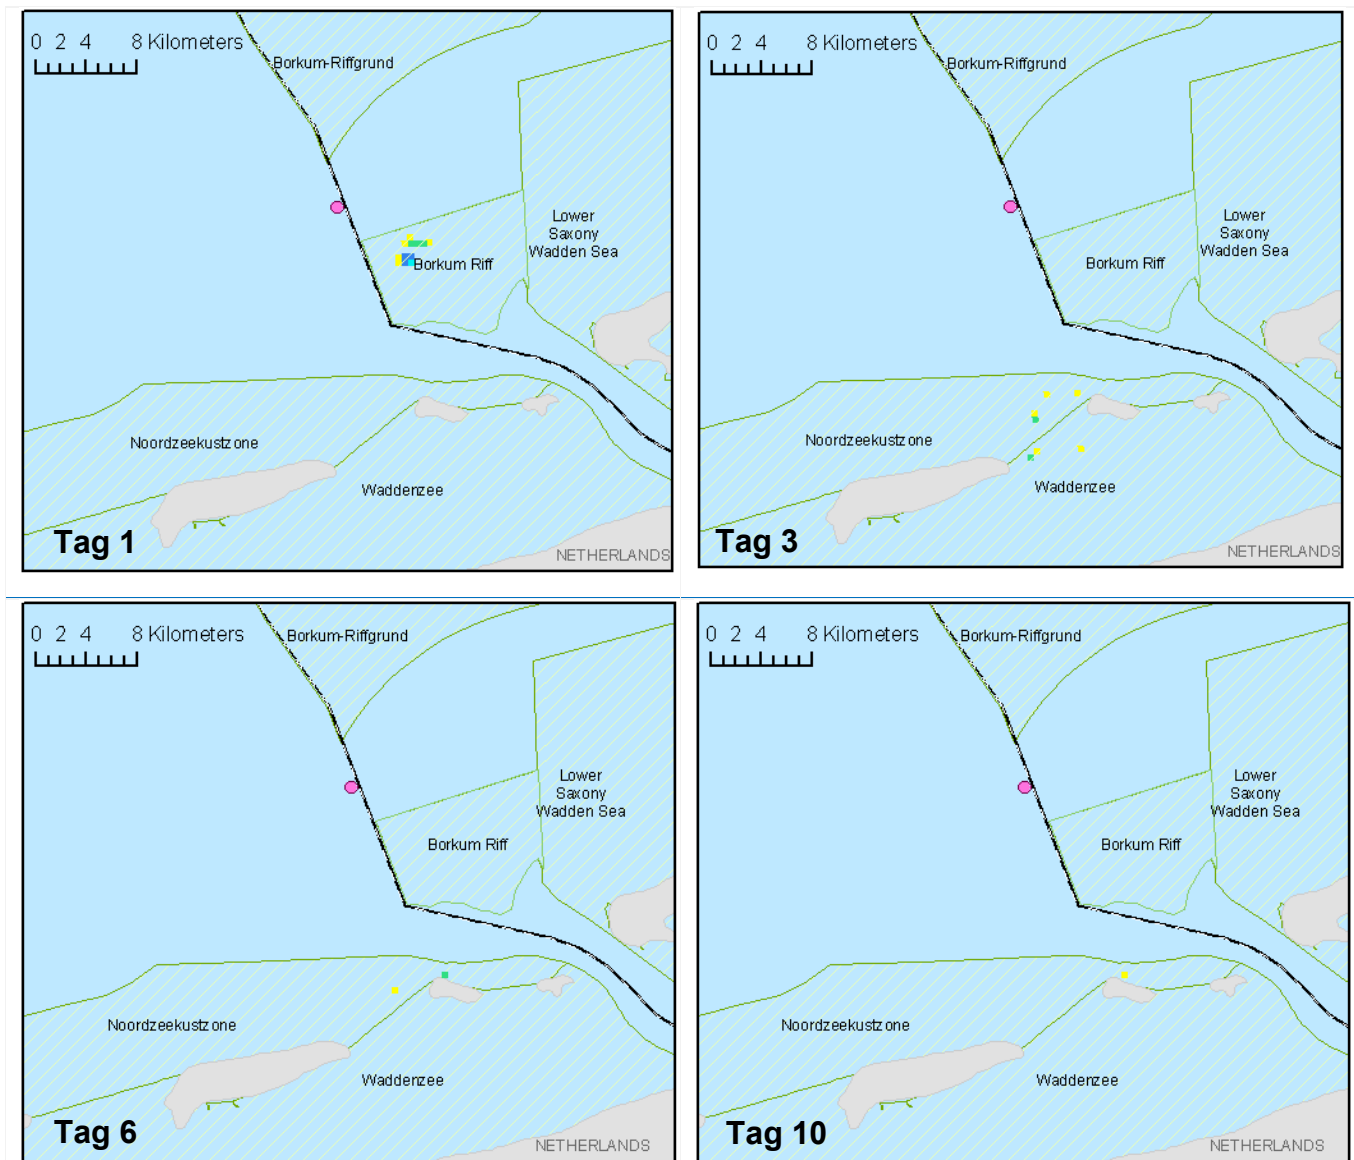 0 2 4 8 Kilometers
Borkum-Riffgrund
Lower
Saxony
Wadden Sea
Borkum Riff
Noordzeekustzone
Waddenzee
Tag 1
NETHERLANDS
0 2 4 8 Kilometers
Borkum-Riffgrund
Lower
Saxony
Wadden Sea
Borkum Riff
Noordzeekustzone
Waddenzee
Tag 3
NETHERLANDS
0 2 4 8 Kilometers
Borkum-Riffgrund
Lower
Saxony
Wadden Sea
Borkum Riff
Noordzeekustzone
Waddenzee
Tag 6
NETHERLANDS
0 2 4 8 Kilometers
Borkum-Riffgrund
Lower
Saxony
Wadden Sea
Borkum Riff
Noordzeekustzone
Waddenzee
Tag 10
NETHERLANDS